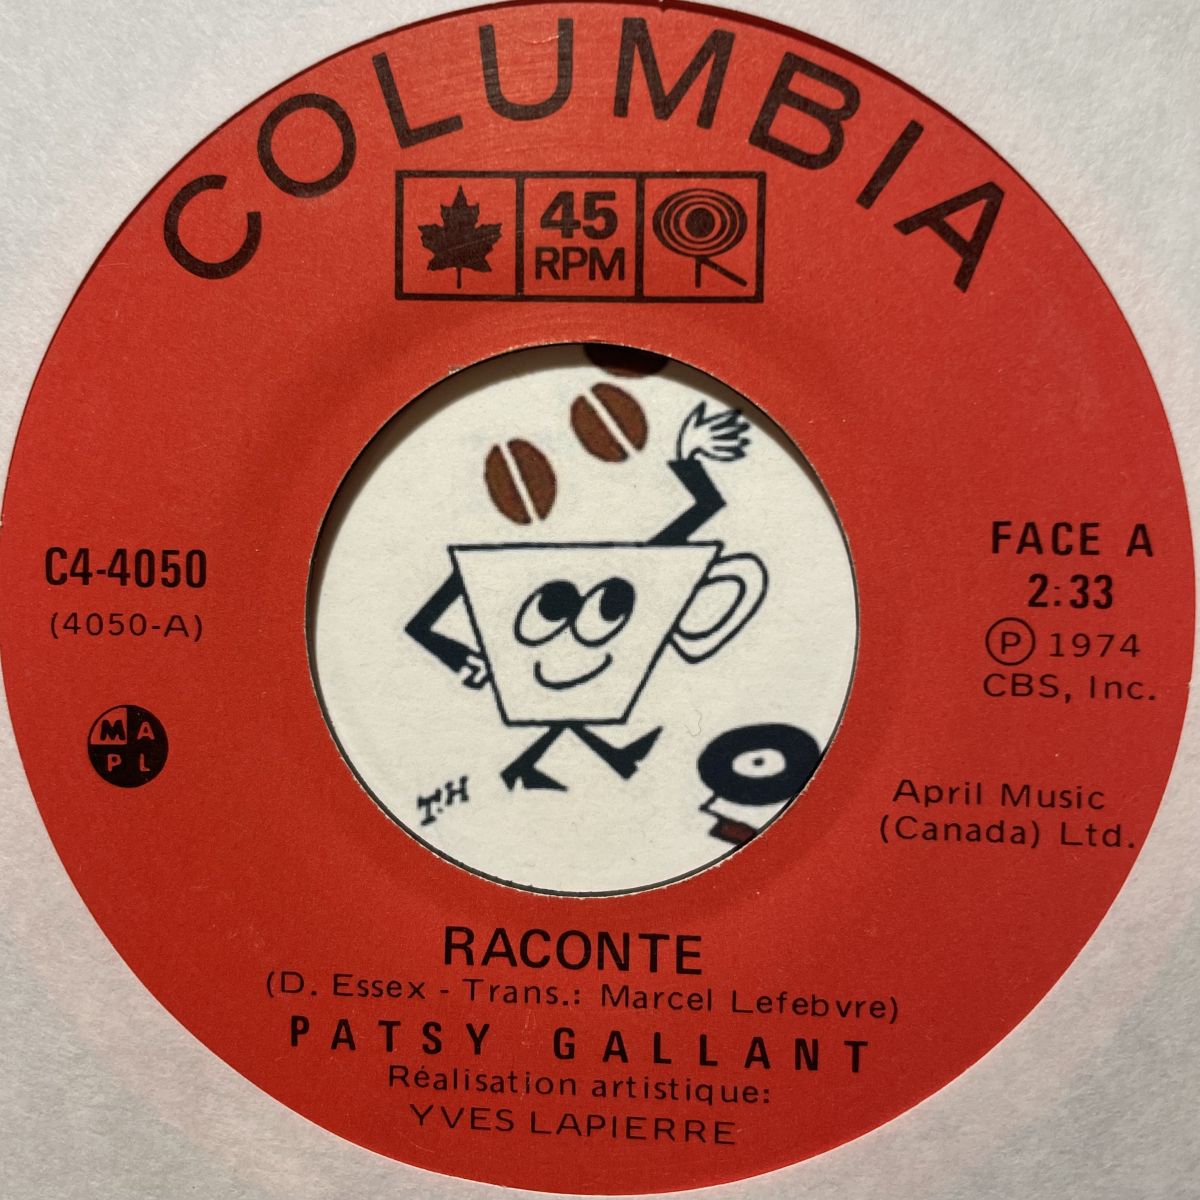 COLUMBIA
45
RPM
C4-4050
(4050-A)
FACE A
2:33
Ⓟ 1974
CBS, Inc.
M A
P L
April Music
(Canada) Ltd.
T.H
RACONTE
(D. Essex - Trans.: Marcel Lefebvre)
PATSY GALLANT
Réalisation artistique:
YVES LAPIERRE